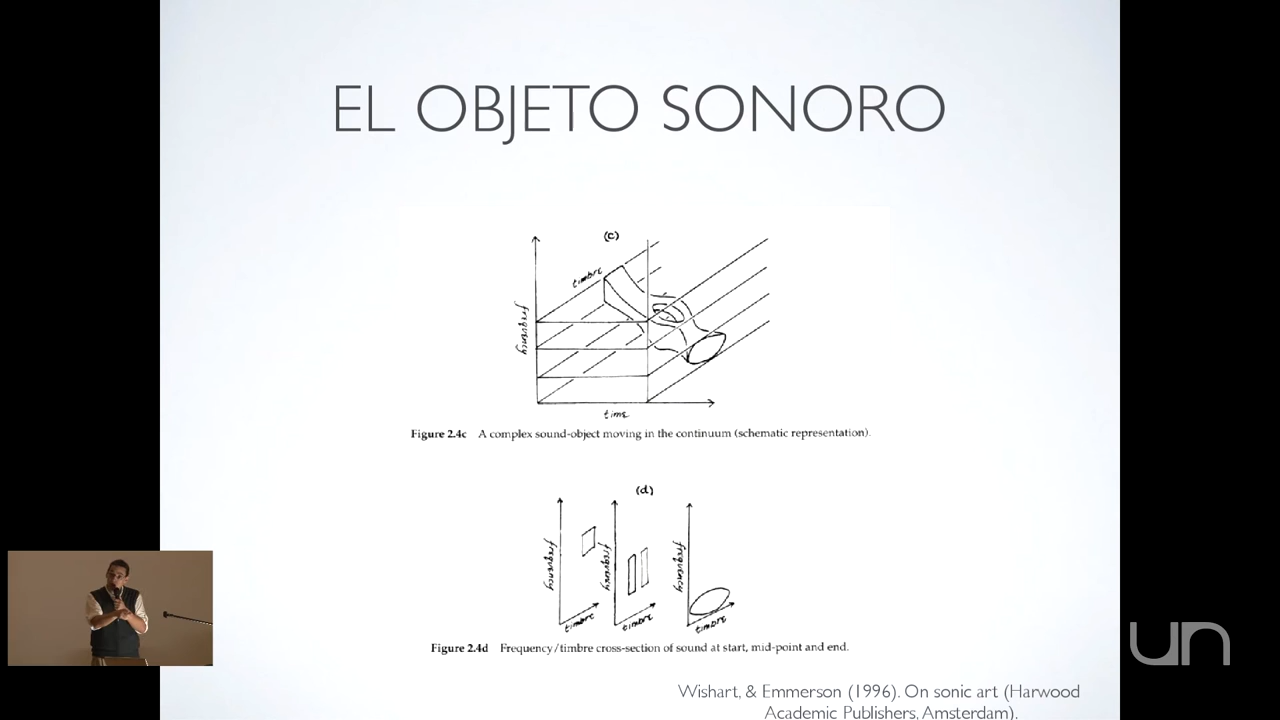 EL OBJETO SONORO
(c)
timbre
frequency
time
Figure 2.4c A complex sound-object moving in the continuum (schematic representation).
(d)
frequency
frequency
frequency
timbre
timbre
timbre
Figure 2.4d Frequency/timbre cross-section of sound at start, mid-point and end.
un
Wishart, & Emmerson (1996). On sonic art (Harwood
Academic Publishers, Amsterdam).